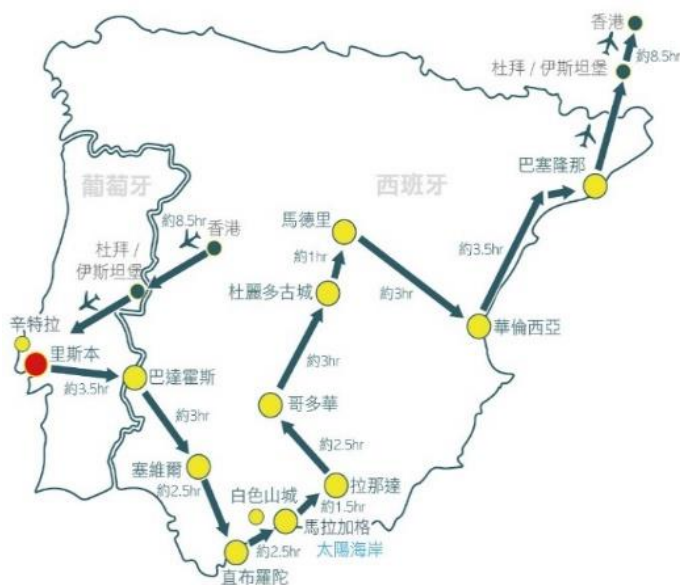 香港
約8.5hr
杜拜 / 伊斯坦堡
巴塞隆那
葡萄牙
西班牙
約8.5hr
香港
馬德里
杜拜 /
伊斯坦堡
約1hr
約3.5hr
杜麗多古城
約3hr
辛特拉
華倫西亞
里斯本
約3.5hr
巴達霍斯
約3hr
約3hr
哥多華
塞維爾
約2.5hr
約2.5hr
白色山城
拉那達
約1.5hr
馬拉加格
約2.5hr
太陽海岸
直布羅陀